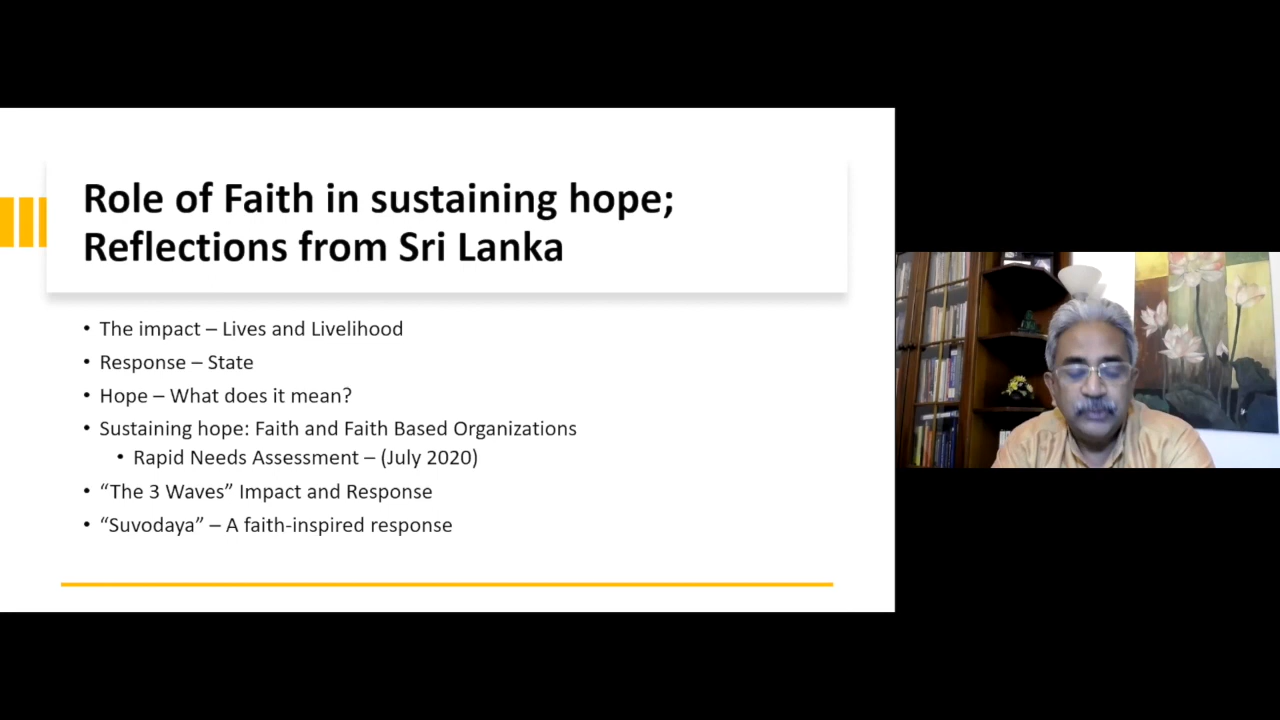 Role of Faith in sustaining hope;
Reflections from Sri Lanka
• The impact – Lives and Livelihood
• Response – State
• Hope – What does it mean?
• Sustaining hope: Faith and Faith Based Organizations
• Rapid Needs Assessment – (July 2020)
• “The 3 Waves” Impact and Response
• “Suvodaya” – A faith-inspired response